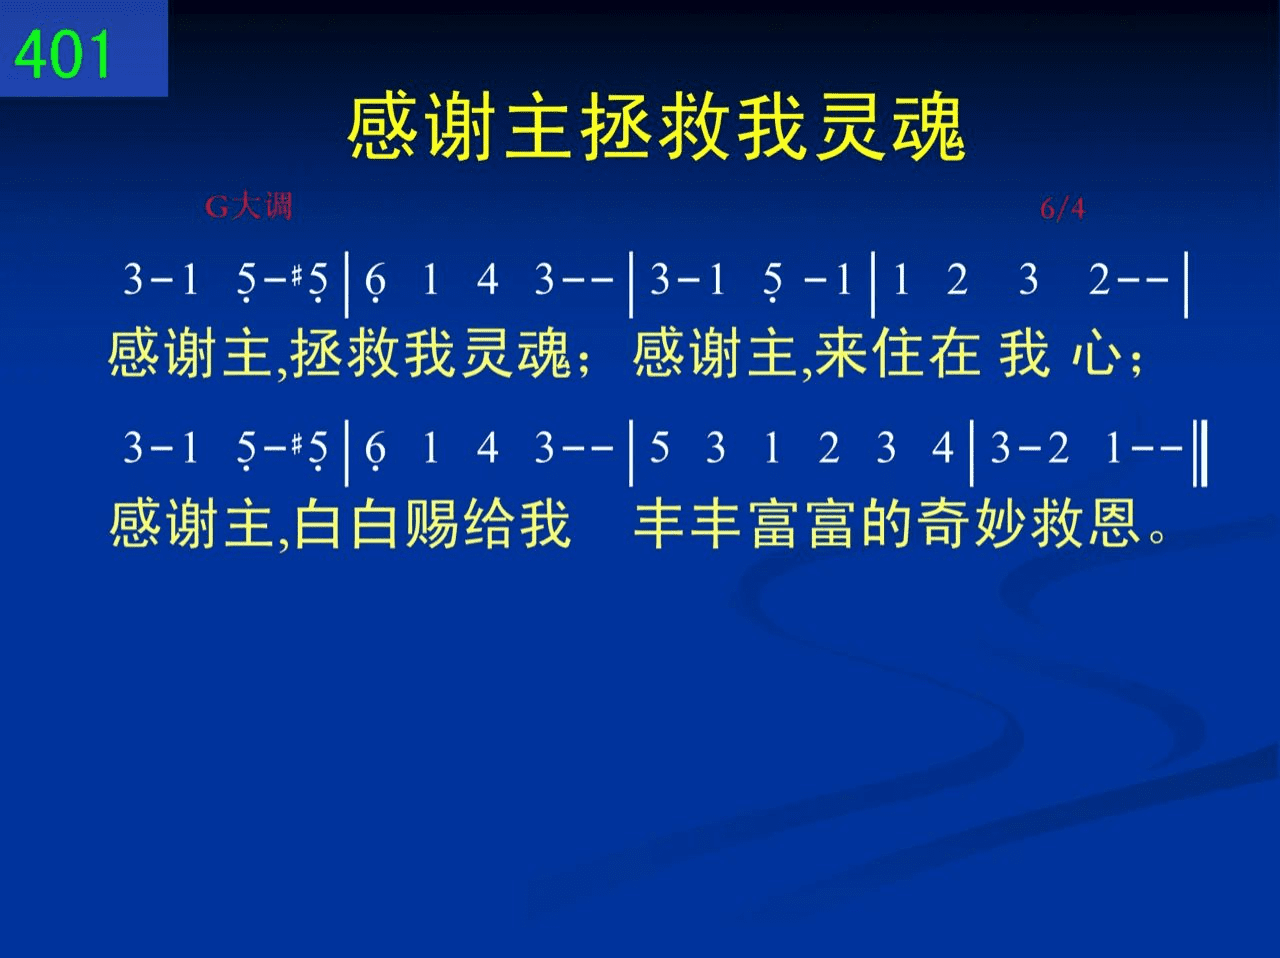 401
感谢主拯救我灵魂
G大调 6/4
3-1 5̣-#5̣|6̣ 1 4 3--|3-1 5̣ -1|1 2 3 2--|
感谢主,拯救我灵魂；感谢主,来住在 我 心；
3-1 5̣-#5̣|6̣ 1 4 3--|5 3 1 2 3 4|3-2 1--‖
感谢主,白白赐给我 丰丰富富的奇妙救恩。